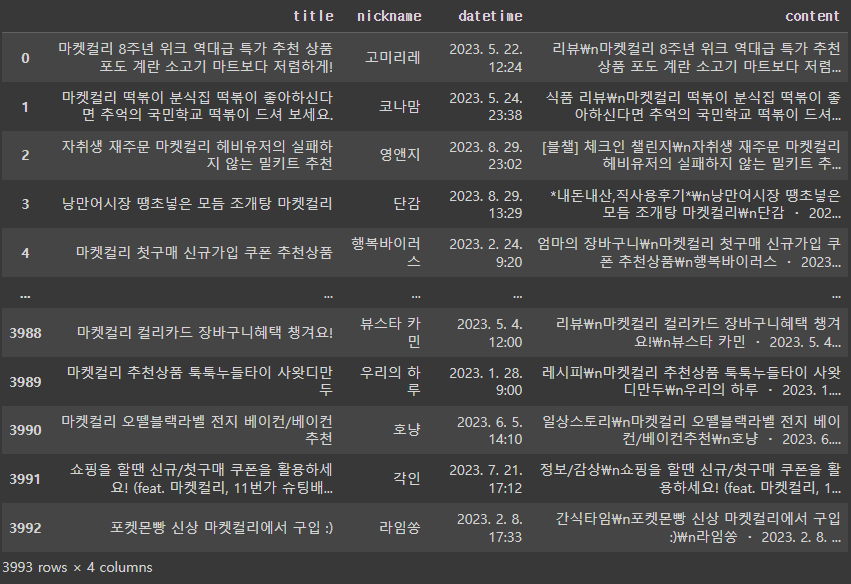 title nickname datetime content
0 마켓컬리 8주년 위크 역대급 특가 추천 상품 포도 계란 소고기 마트보다 저렴하게! 고미리레 2023. 5. 22. 12:24 리뷰₩n마켓컬리 8주년 위크 역대급 특가 추천 상품 포도 계란 소고기 마트보다 저렴...
1 마켓컬리 떡볶이 분식집 떡볶이 좋아하신다면 추억의 국민학교 떡볶이 드셔 보세요. 코나맘 2023. 5. 24. 23:38 식품 리뷰₩n마켓컬리 떡볶이 분식집 떡볶이 좋아하신다면 추억의 국민학교 떡볶이 드셔...
2 자취생 재주문 마켓컬리 헤비유저의 실패하지 않는 밀키트 추천 영앤지 2023. 8. 29. 23:02 [블챌] 체크인 챌린지₩n자취생 재주문 마켓컬리 헤비유저의 실패하지 않는 밀키트 추...
3 낭만어시장 땡초넣은 모듬 조개탕 마켓컬리 단감 2023. 8. 29. 13:29 *내돈내산,직사용후기*₩n낭만어시장 땡초넣은 모듬 조개탕 마켓컬리₩n단감 · 202...
4 마켓컬리 첫구매 신규가입 쿠폰 추천상품 행복바이러스 2023. 2. 24. 9:20 엄마의 장바구니₩n마켓컬리 첫구매 신규가입 쿠폰 추천상품₩n행복바이러스 · 2023...
... ... ... ... ...
3988 마켓컬리 컬리카드 장바구니혜택 챙겨요! 뷰스타 카민 2023. 5. 4. 12:00 리뷰₩n마켓컬리 컬리카드 장바구니혜택 챙겨요!₩n뷰스타 카민 · 2023. 5. 4...
3989 마켓컬리 추천상품 툭툭누들타이 사왓디만두 우리의 하루 2023. 1. 28. 9:00 레시피₩n마켓컬리 추천상품 툭툭누들타이 사왓디만두₩n우리의 하루 · 2023. 1....
3990 마켓컬리 오뗄블랙라벨 전지 베이컨/베이컨추천 호냥 2023. 6. 5. 14:10 일상스토리₩n마켓컬리 오뗄블랙라벨 전지 베이컨/베이컨추천₩n호냥 · 2023. 6....
3991 쇼핑을 할땐 신규/첫구매 쿠폰을 활용하세요! (feat. 마켓컬리, 11번가 슈팅배... 각인 2023. 7. 21. 17:12 정보/감상₩n쇼핑을 할땐 신규/첫구매 쿠폰을 활용하세요! (feat. 마켓컬리, 1...
3992 포켓몬빵 신상 마켓컬리에서 구입 :) 라임쏭 2023. 2. 8. 17:33 간식타임₩n포켓몬빵 신상 마켓컬리에서 구입 :)₩n라임쏭 · 2023. 2. 8. ...
3993 rows × 4 columns